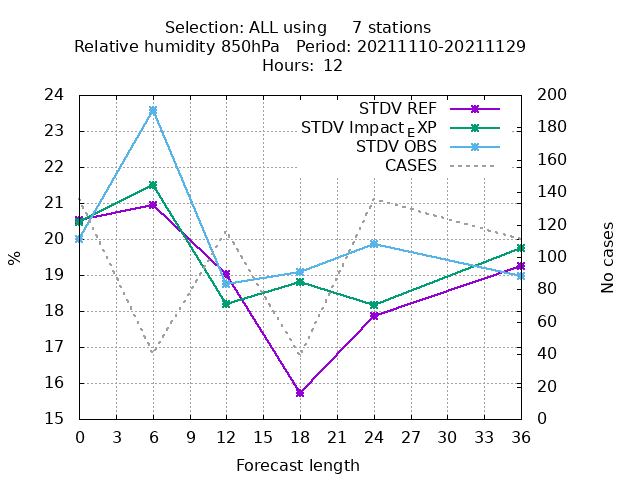 Selection: ALL using     7 stations
Relative humidity 850hPa   Period: 20211110-20211129
Hours:  12
STDV REF
STDV Impact_EXP
STDV OBS
CASES
24
23
22
21
20
19
18
17
16
15
%
200
180
160
140
120
100
80
60
40
20
0
No cases
0 3 6 9 12 15 18 21 24 27 30 33 36
Forecast length